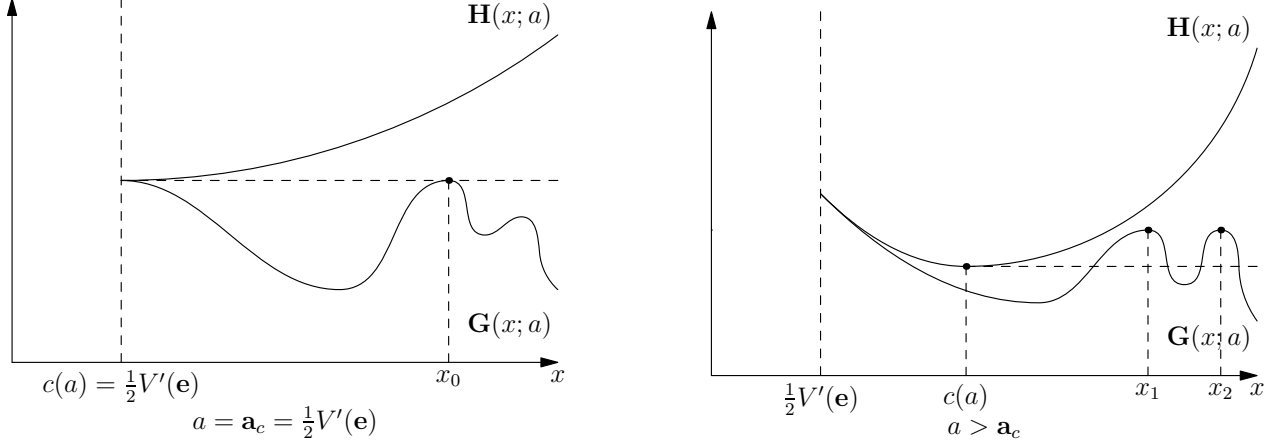 H(x; a)
G(x; a)
x₀
x
c(a) = ½V′(e)
a = a_c = ½V′(e)
H(x; a)
G(x; a)
½V′(e)
c(a)
x₁
x₂
x
a > a_c